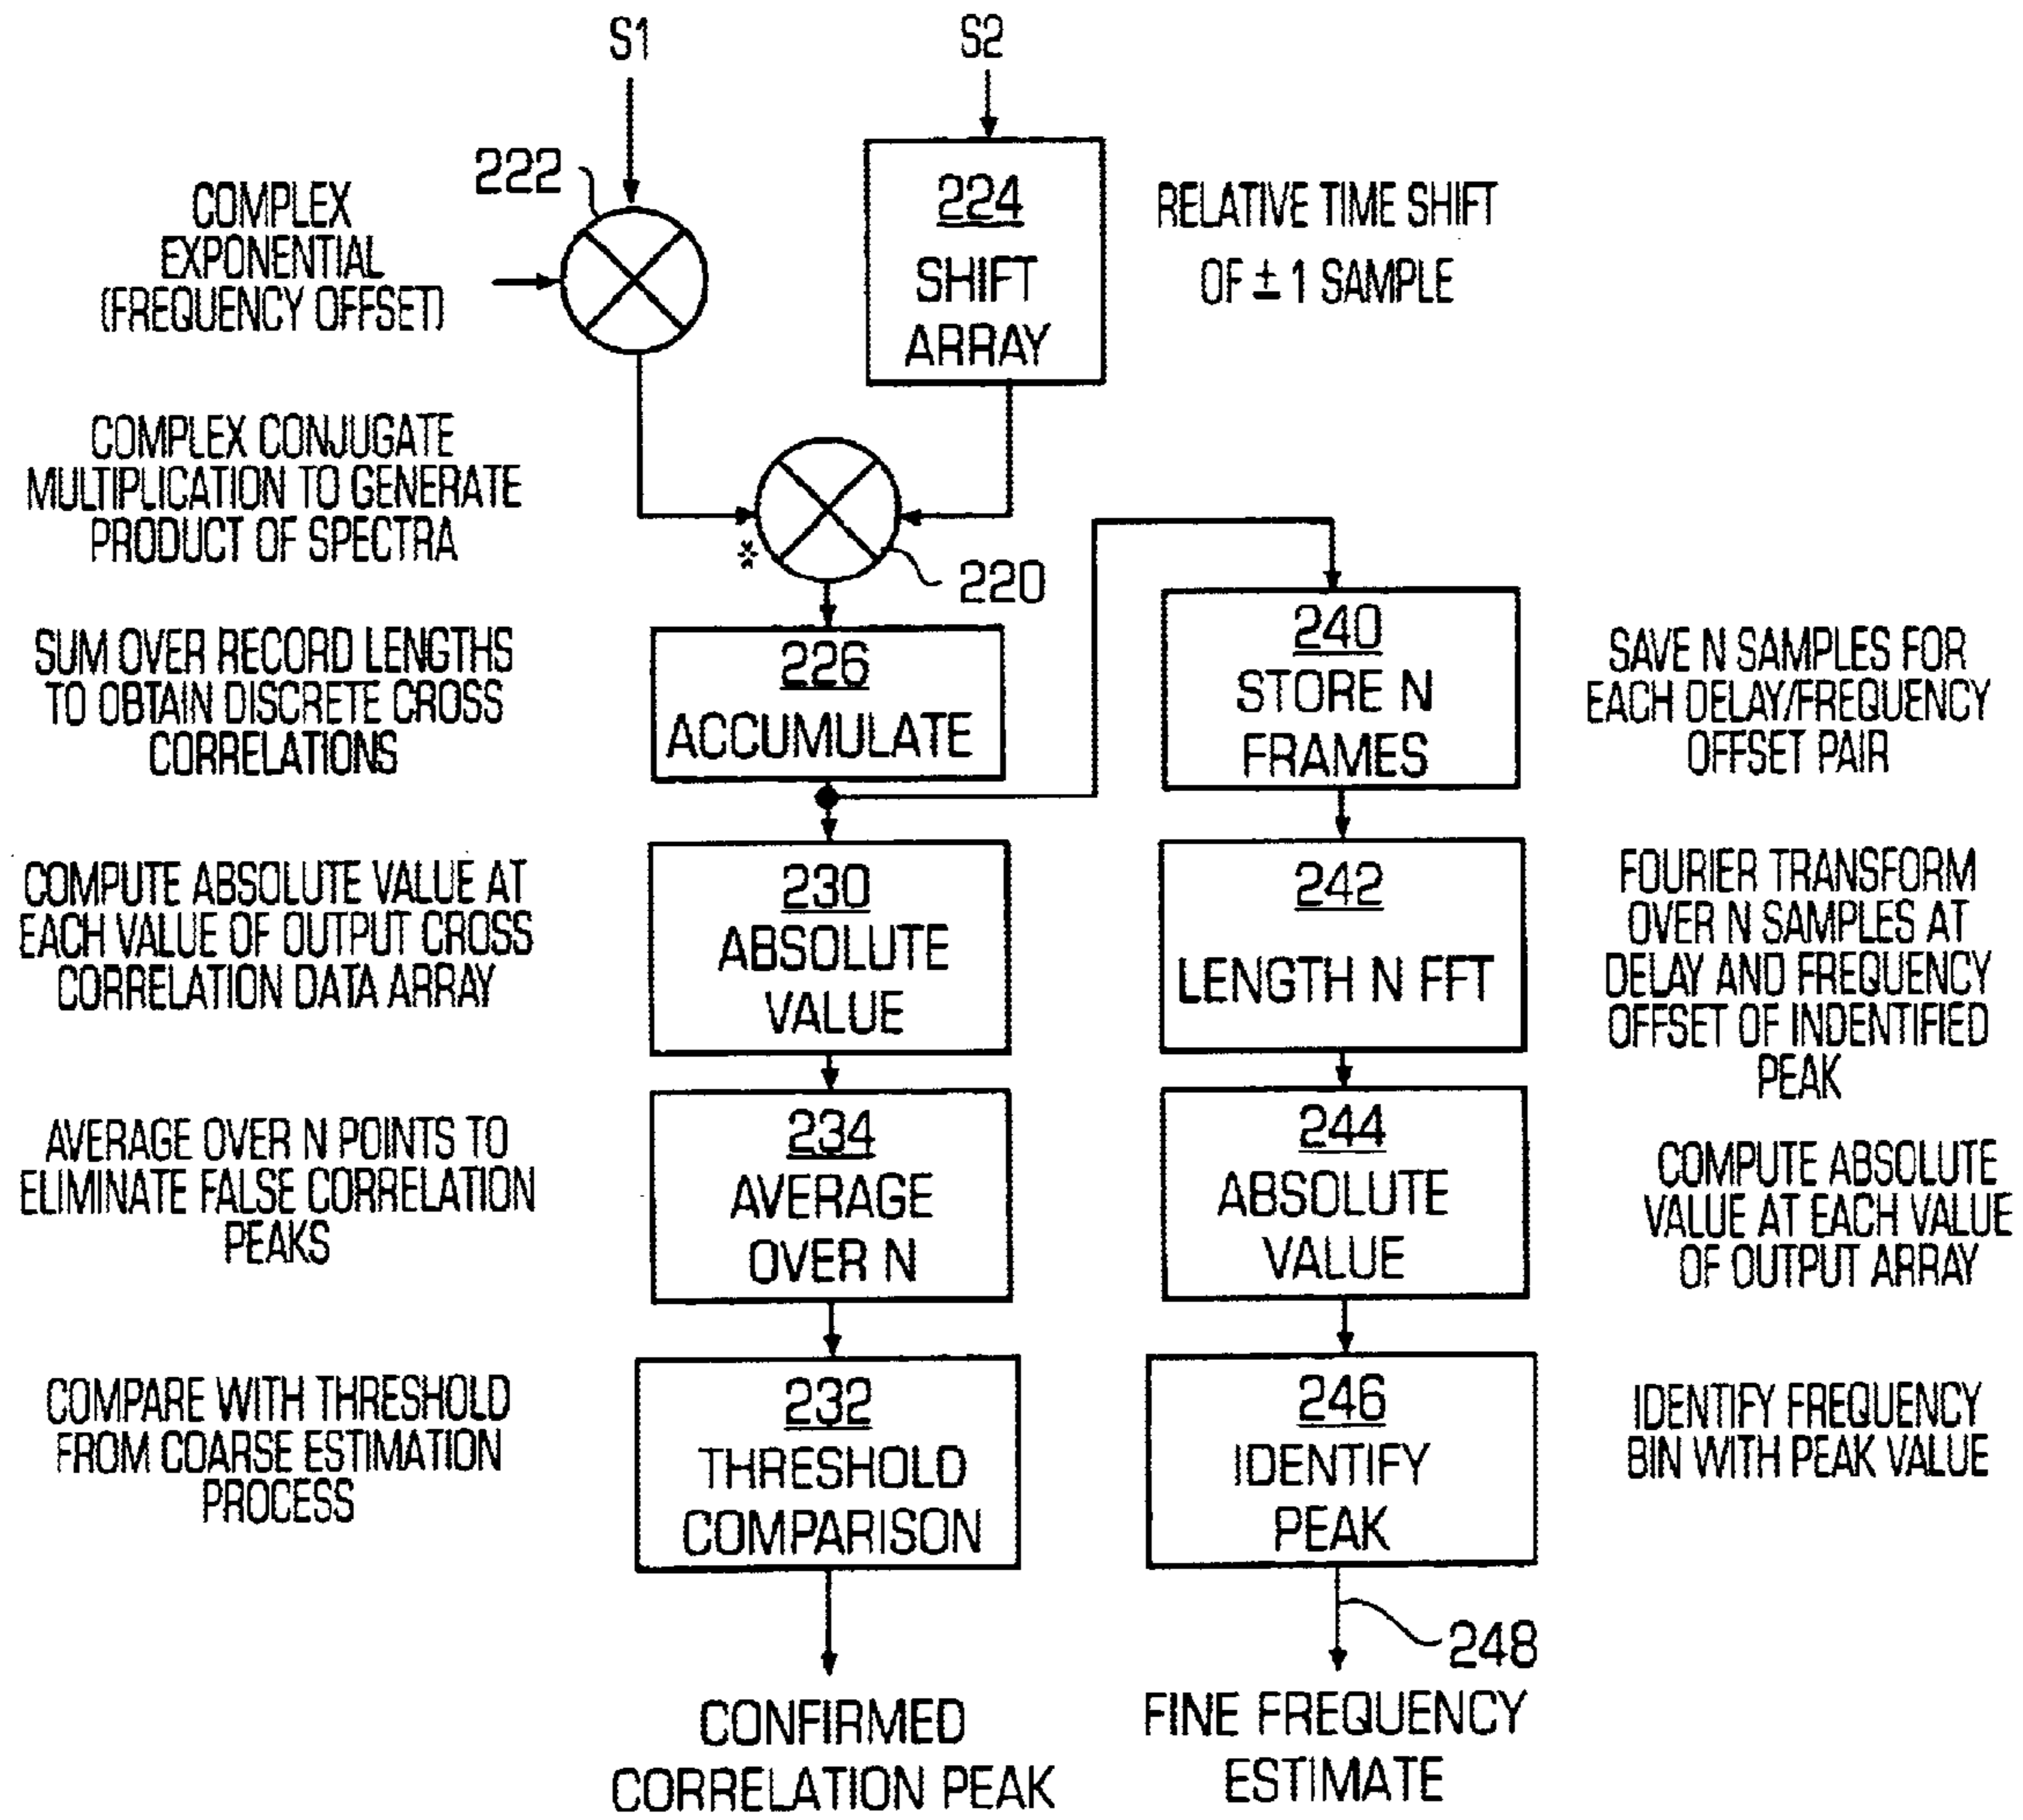 S1
S2
222
COMPLEX
EXPONENTIAL
(FREQUENCY OFFSET)
224
SHIFT
ARRAY
RELATIVE TIME SHIFT
OF ± 1 SAMPLE
COMPLEX CONJUGATE
MULTIPLICATION TO GENERATE
PRODUCT OF SPECTRA
*
220
SUM OVER RECORD LENGTHS
TO OBTAIN DISCRETE CROSS
CORRELATIONS
226
ACCUMULATE
240
STORE N
FRAMES
SAVE N SAMPLES FOR
EACH DELAY/FREQUENCY
OFFSET PAIR
COMPUTE ABSOLUTE VALUE AT
EACH VALUE OF OUTPUT CROSS
CORRELATION DATA ARRAY
230
ABSOLUTE
VALUE
242
LENGTH N FFT
FOURIER TRANSFORM
OVER N SAMPLES AT
DELAY AND FREQUENCY
OFFSET OF INDENTIFIED
PEAK
AVERAGE OVER N POINTS TO
ELIMINATE FALSE CORRELATION
PEAKS
234
AVERAGE
OVER N
244
ABSOLUTE
VALUE
COMPUTE ABSOLUTE
VALUE AT EACH VALUE
OF OUTPUT ARRAY
COMPARE WITH THRESHOLD
FROM COARSE ESTIMATION
PROCESS
232
THRESHOLD
COMPARISON
246
IDENTIFY
PEAK
IDENTIFY FREQUENCY
BIN WITH PEAK VALUE
248
CONFIRMED
CORRELATION PEAK
FINE FREQUENCY
ESTIMATE